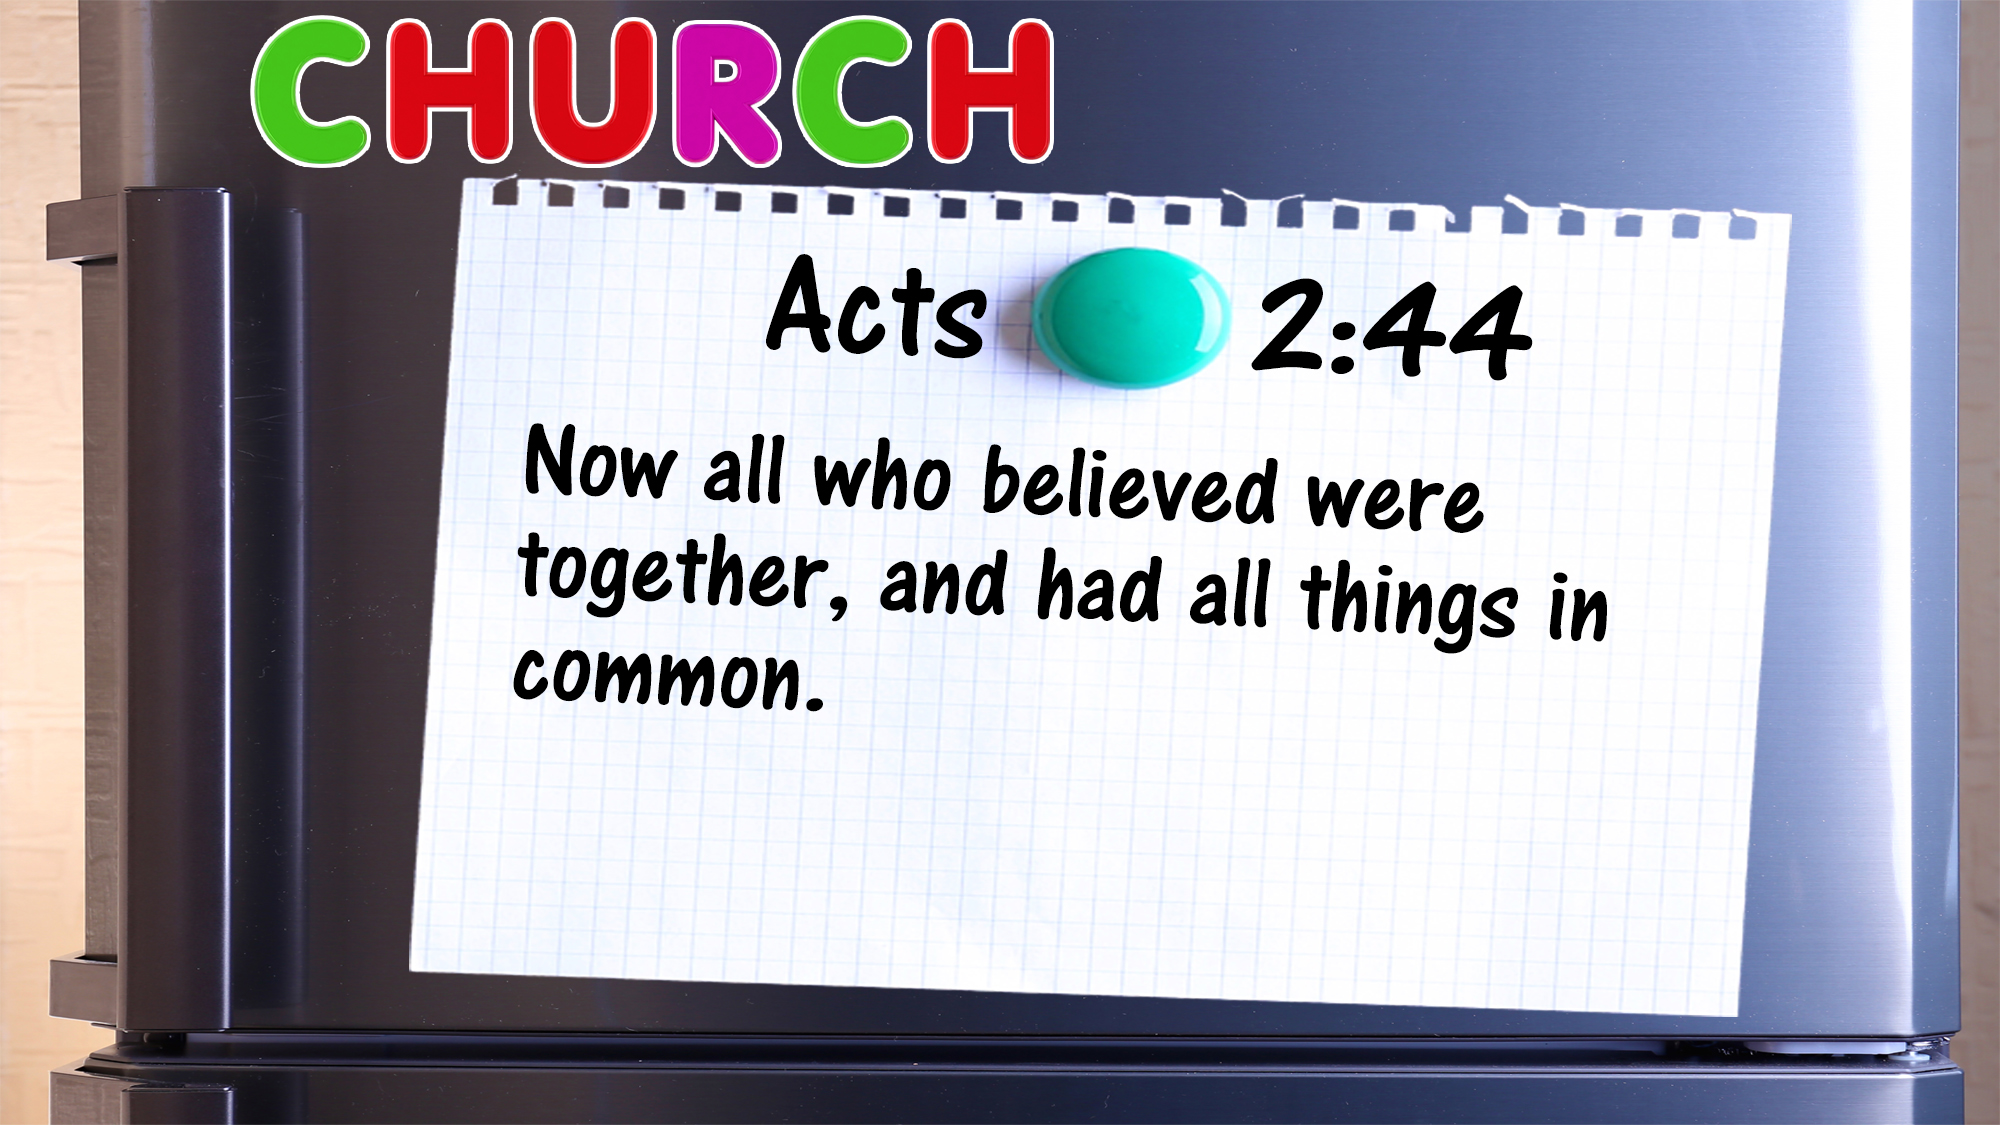 CHURCH
Acts 2:44
Now all who believed were
together, and had all things in
common.